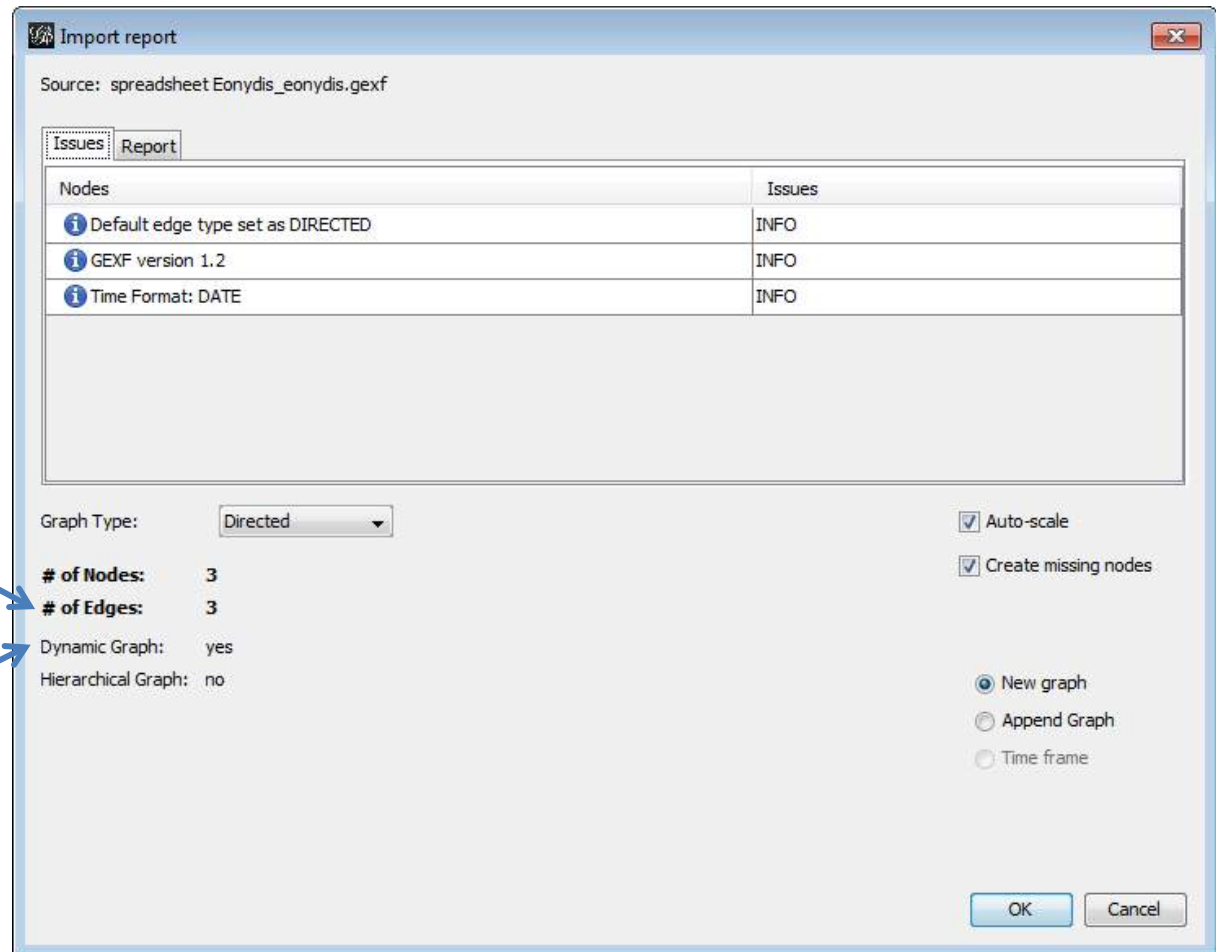 Import report
Source: spreadsheet Eonydis_eonydis.gexf
Issues Report
Nodes Issues
Default edge type set as DIRECTED INFO
GEXF version 1.2 INFO
Time Format: DATE INFO
Graph Type: Directed
Auto-scale
# of Nodes: 3
Create missing nodes
# of Edges: 3
Dynamic Graph: yes
Hierarchical Graph: no
New graph
Append Graph
Time frame
OK Cancel